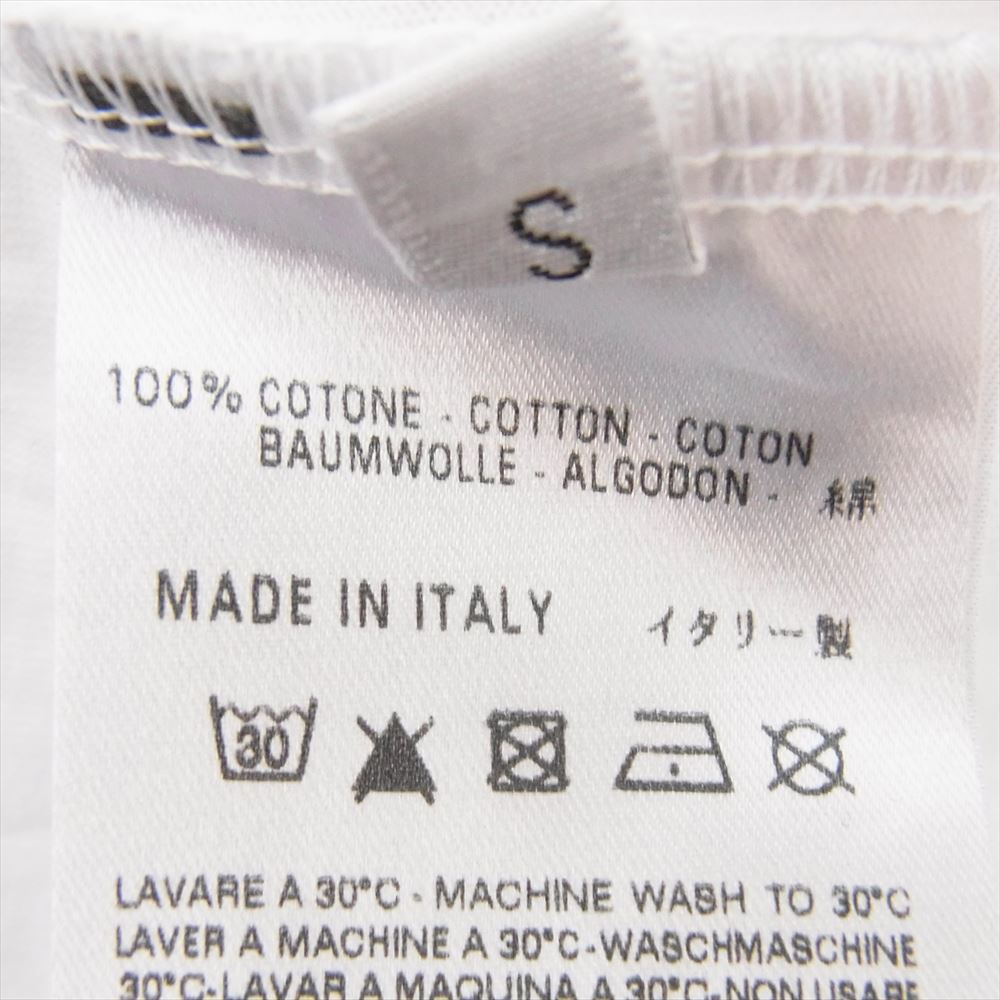 S
100% COTONE - COTTON - COTON
BAUMWOLLE - ALGODON - 綿
MADE IN ITALY イタリー製
30
LAVARE A 30°C - MACHINE WASH TO 30°C
LAVER A MACHINE A 30°C-WASCHMASCHINE
30°C-LAVAR A MAQUINA A 30°C-NON USARE